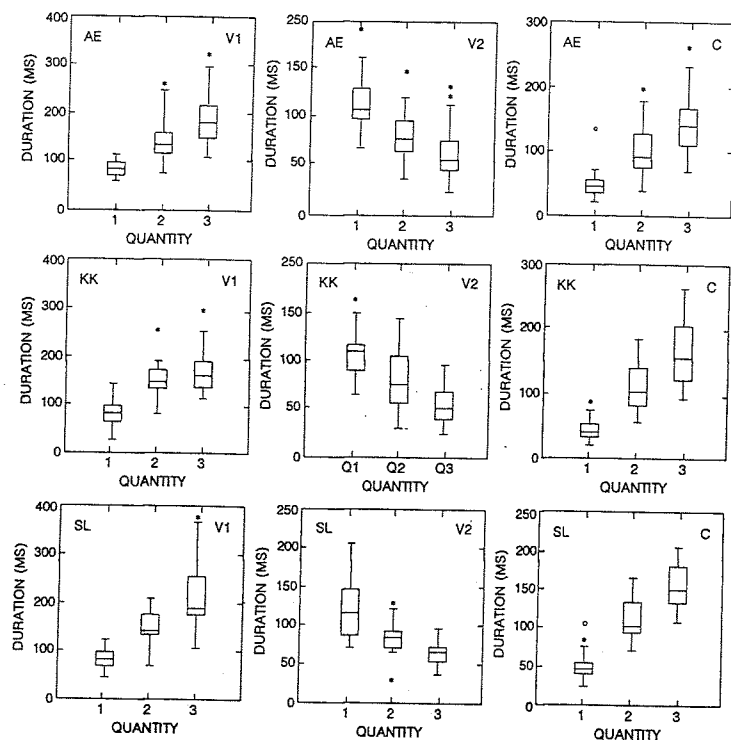 400
AE V1
300
200
100
0
DURATION (MS)
1 2 3
QUANTITY
250
AE V2
150
100
50
0
DURATION (MS)
1 2 3
QUANTITY
300
AE C
200
100
0
DURATION (MS)
1 2 3
QUANTITY
400
KK V1
300
200
100
0
DURATION (MS)
1 2 3
QUANTITY
250
KK V2
150
100
50
0
DURATION (MS)
Q1 Q2 Q3
QUANTITY
300
KK C
200
100
0
DURATION (MS)
1 2 3
QUANTITY
400
SL V1
300
200
100
0
DURATION (MS)
1 2 3
QUANTITY
250
SL V2
200
150
100
50
0
DURATION (MS)
1 2 3
QUANTITY
250
SL C
200
150
100
50
0
DURATION (MS)
1 2 3
QUANTITY